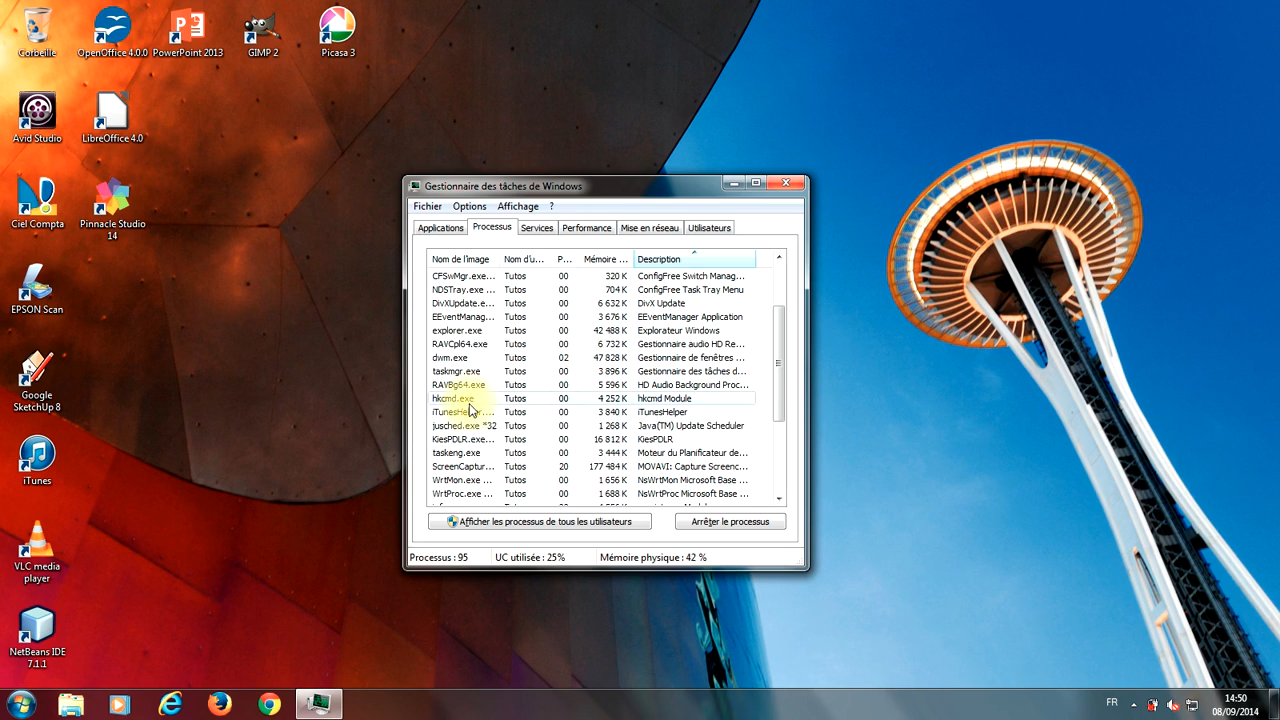 Corbeille
OpenOffice 4.0.0
PowerPoint 2013
GIMP 2
Picasa 3
Avid Studio
LibreOffice 4.0
Ciel Compta
Pinnacle Studio
14
EPSON Scan
Google
SketchUp 8
iTunes
VLC media
player
NetBeans IDE
7.1.1
Gestionnaire des tâches de Windows
Fichier Options Affichage ?
Applications Processus Services Performance Mise en réseau Utilisateurs
Nom de l'image Nom d'u... P... Mémoire ... Description
CFSwMgr.exe... Tutos 00 320 K ConfigFree Switch Manag...
NDSTray.exe ... Tutos 00 704 K ConfigFree Task Tray Menu
DivXUpdate.e... Tutos 00 6 632 K DivX Update
EEventManag... Tutos 00 3 676 K EEventManager Application
explorer.exe Tutos 00 42 488 K Explorateur Windows
RAVCpl64.exe Tutos 00 6 732 K Gestionnaire audio HD Re...
dwm.exe Tutos 02 47 828 K Gestionnaire de fenêtres ...
taskmgr.exe Tutos 00 3 896 K Gestionnaire des tâches d...
RAVBg64.exe Tutos 00 5 596 K HD Audio Background Proc...
hkcmd.exe Tutos 00 4 252 K hkcmd Module
iTunesHelper.... Tutos 00 3 840 K iTunesHelper
jusched.exe *32 Tutos 00 1 268 K Java(TM) Update Scheduler
KiesPDLR.exe... Tutos 00 16 812 K KiesPDLR
taskeng.exe Tutos 00 3 444 K Moteur du Planificateur de...
ScreenCaptur... Tutos 20 177 484 K MOVAVI: Capture Screenc...
WrtMon.exe ... Tutos 00 1 656 K NsWrtMon Microsoft Base ...
WrtProc.exe ... Tutos 00 1 688 K NsWrtProc Microsoft Base ...
Afficher les processus de tous les utilisateurs Arrêter le processus
Processus : 95 UC utilisée : 25% Mémoire physique : 42 %
FR
14:50
08/09/2014